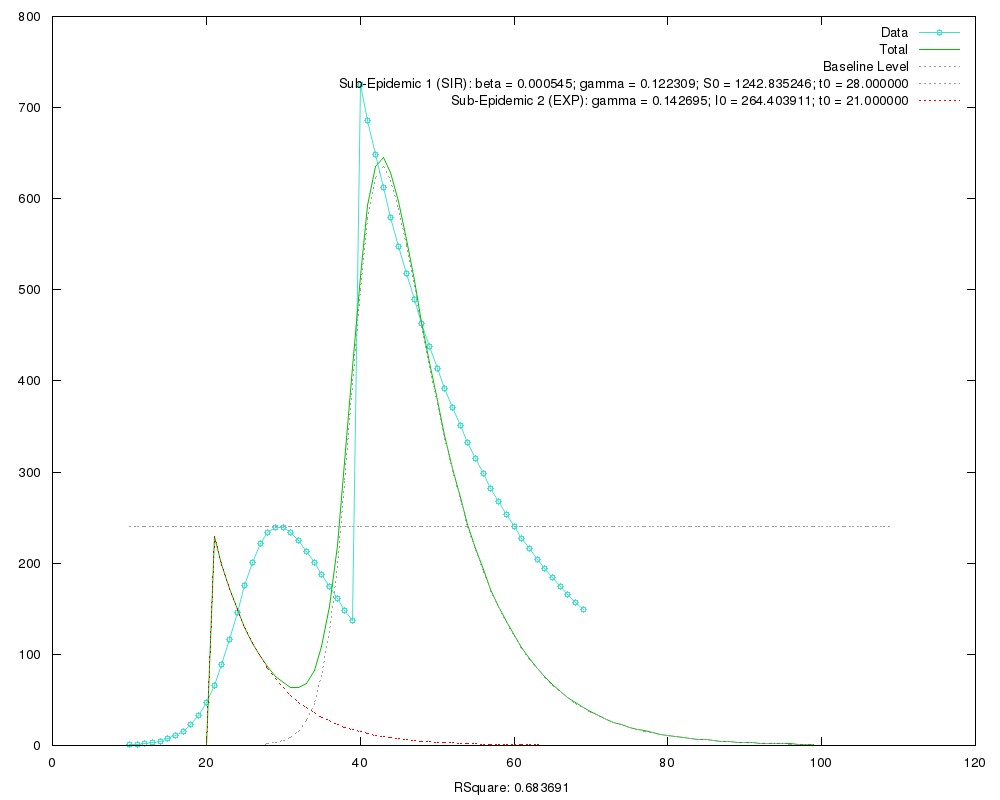 800
700
600
500
400
300
200
100
0
0 20 40 60 80 100 120
Data
Total
Baseline Level
Sub-Epidemic 1 (SIR): beta = 0.000545; gamma = 0.122309; S0 = 1242.835246; t0 = 28.000000
Sub-Epidemic 2 (EXP): gamma = 0.142695; I0 = 264.403911; t0 = 21.000000
RSquare: 0.683691